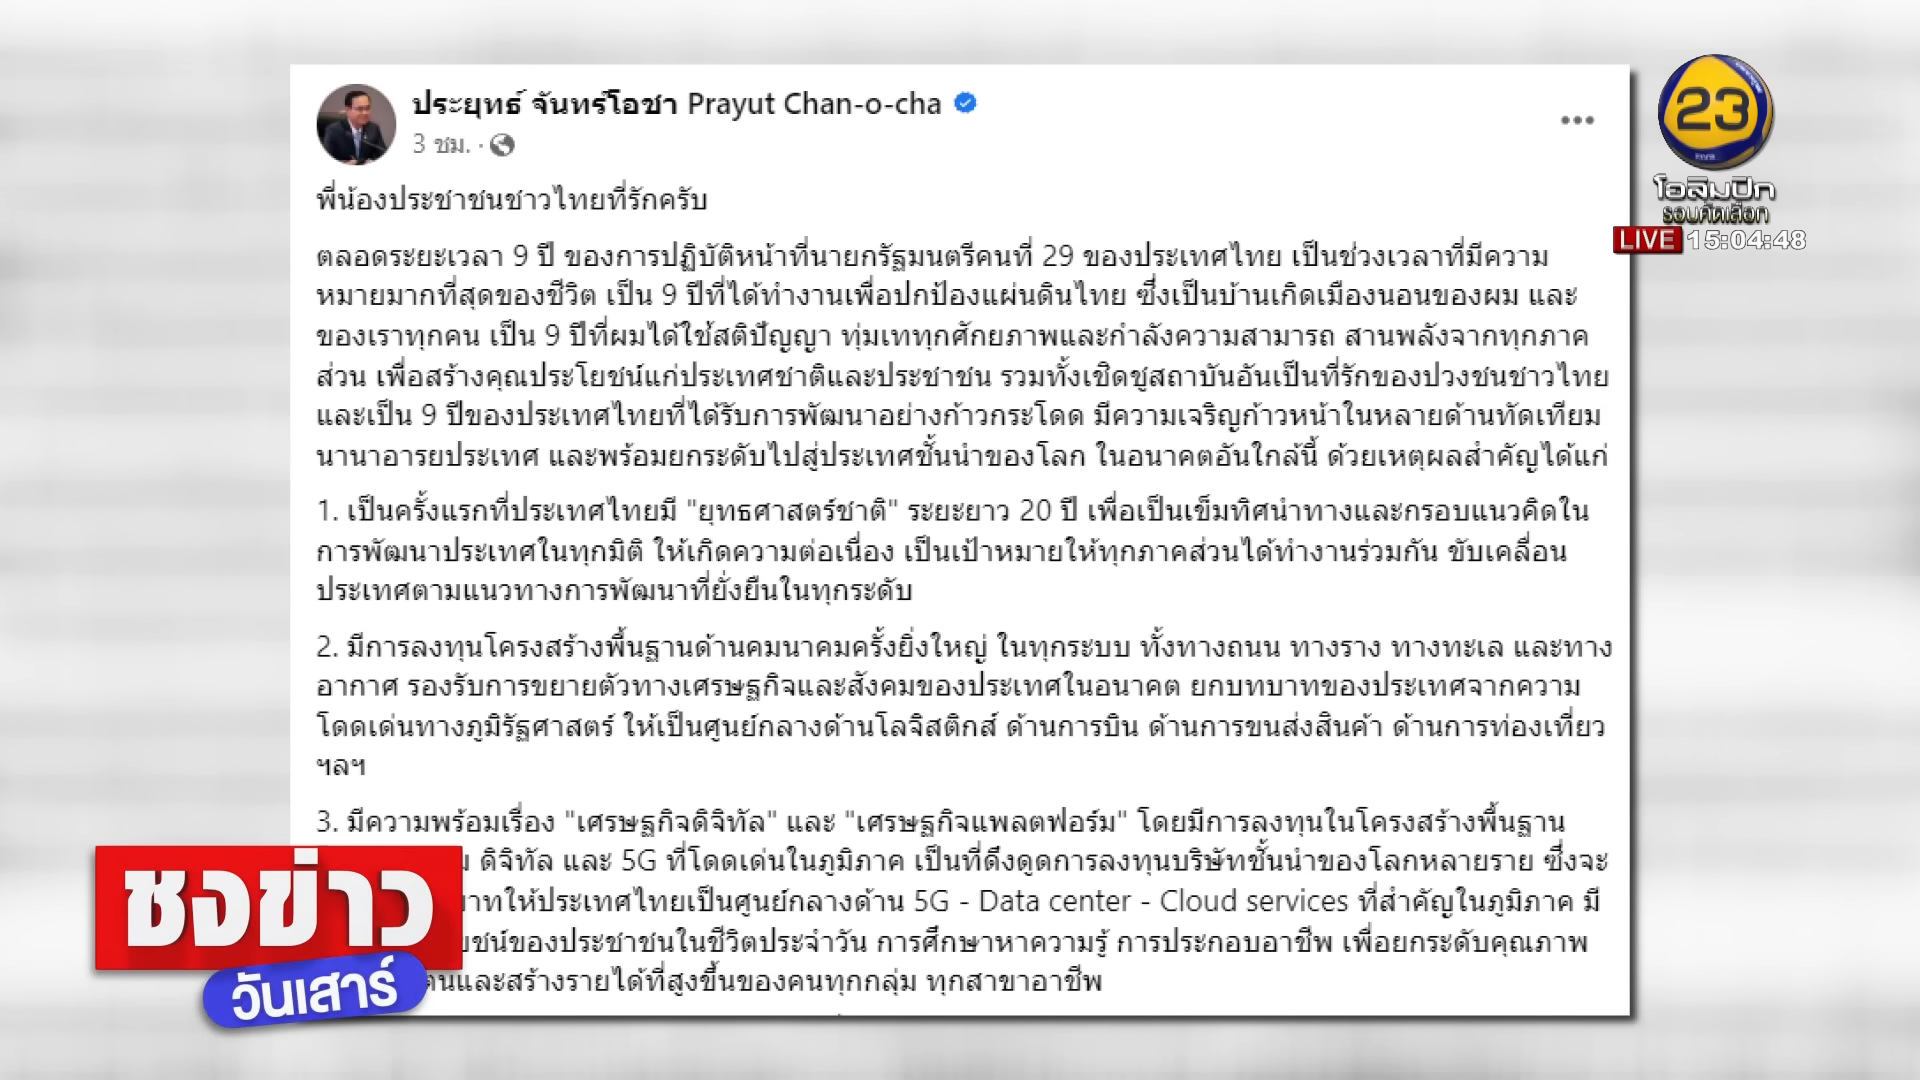 ประยุทธ์ จันทร์โอชา Prayut Chan-o-cha
3 ชม. ·
พี่น้องประชาชนชาวไทยที่รักครับ
ตลอดระยะเวลา 9 ปี ของการปฏิบัติหน้าที่นายกรัฐมนตรีคนที่ 29 ของประเทศไทย เป็นช่วงเวลาที่มีความ
หมายมากที่สุดของชีวิต เป็น 9 ปีที่ได้ทำงานเพื่อปกป้องแผ่นดินไทย ซึ่งเป็นบ้านเกิดเมืองนอนของผม และ
ของเราทุกคน เป็น 9 ปีที่ผมได้ใช้สติปัญญา ทุ่มเททุกศักยภาพและกำลังความสามารถ สานพลังจากทุกภาค
ส่วน เพื่อสร้างคุณประโยชน์แก่ประเทศชาติและประชาชน รวมทั้งเชิดชูสถาบันอันเป็นที่รักของปวงชนชาวไทย
และเป็น 9 ปีของประเทศไทยที่ได้รับการพัฒนาอย่างก้าวกระโดด มีความเจริญก้าวหน้าในหลายด้านทัดเทียม
นานาอารยประเทศ และพร้อมยกระดับไปสู่ประเทศชั้นนำของโลก ในอนาคตอันใกล้นี้ ด้วยเหตุผลสำคัญได้แก่
1. เป็นครั้งแรกที่ประเทศไทยมี "ยุทธศาสตร์ชาติ" ระยะยาว 20 ปี เพื่อเป็นเข็มทิศนำทางและกรอบแนวคิดใน
การพัฒนาประเทศในทุกมิติ ให้เกิดความต่อเนื่อง เป็นเป้าหมายให้ทุกภาคส่วนได้ทำงานร่วมกัน ขับเคลื่อน
ประเทศตามแนวทางการพัฒนาที่ยั่งยืนในทุกระดับ
2. มีการลงทุนโครงสร้างพื้นฐานด้านคมนาคมครั้งยิ่งใหญ่ ในทุกระบบ ทั้งทางถนน ทางราง ทางทะเล และทาง
อากาศ รองรับการขยายตัวทางเศรษฐกิจและสังคมของประเทศในอนาคต ยกบทบาทของประเทศจากความ
โดดเด่นทางภูมิรัฐศาสตร์ ให้เป็นศูนย์กลางด้านโลจิสติกส์ ด้านการบิน ด้านการขนส่งสินค้า ด้านการท่องเที่ยว
ฯลฯ
3. มีความพร้อมเรื่อง "เศรษฐกิจดิจิทัล" และ "เศรษฐกิจแพลตฟอร์ม" โดยมีการลงทุนในโครงสร้างพื้นฐาน
ดิจิทัล และ 5G ที่โดดเด่นในภูมิภาค เป็นที่ดึงดูดการลงทุนบริษัทชั้นนำของโลกหลายราย ซึ่งจะ
าทให้ประเทศไทยเป็นศูนย์กลางด้าน 5G - Data center - Cloud services ที่สำคัญในภูมิภาค มี
ยชน์ของประชาชนในชีวิตประจำวัน การศึกษาหาความรู้ การประกอบอาชีพ เพื่อยกระดับคุณภาพ
และสร้างรายได้ที่สูงขึ้นของคนทุกกลุ่ม ทุกสาขาอาชีพ
23
โอลิมปิก
รอบคัดเลือก
LIVE 15:04:48
ชงข่าว
วันเสาร์